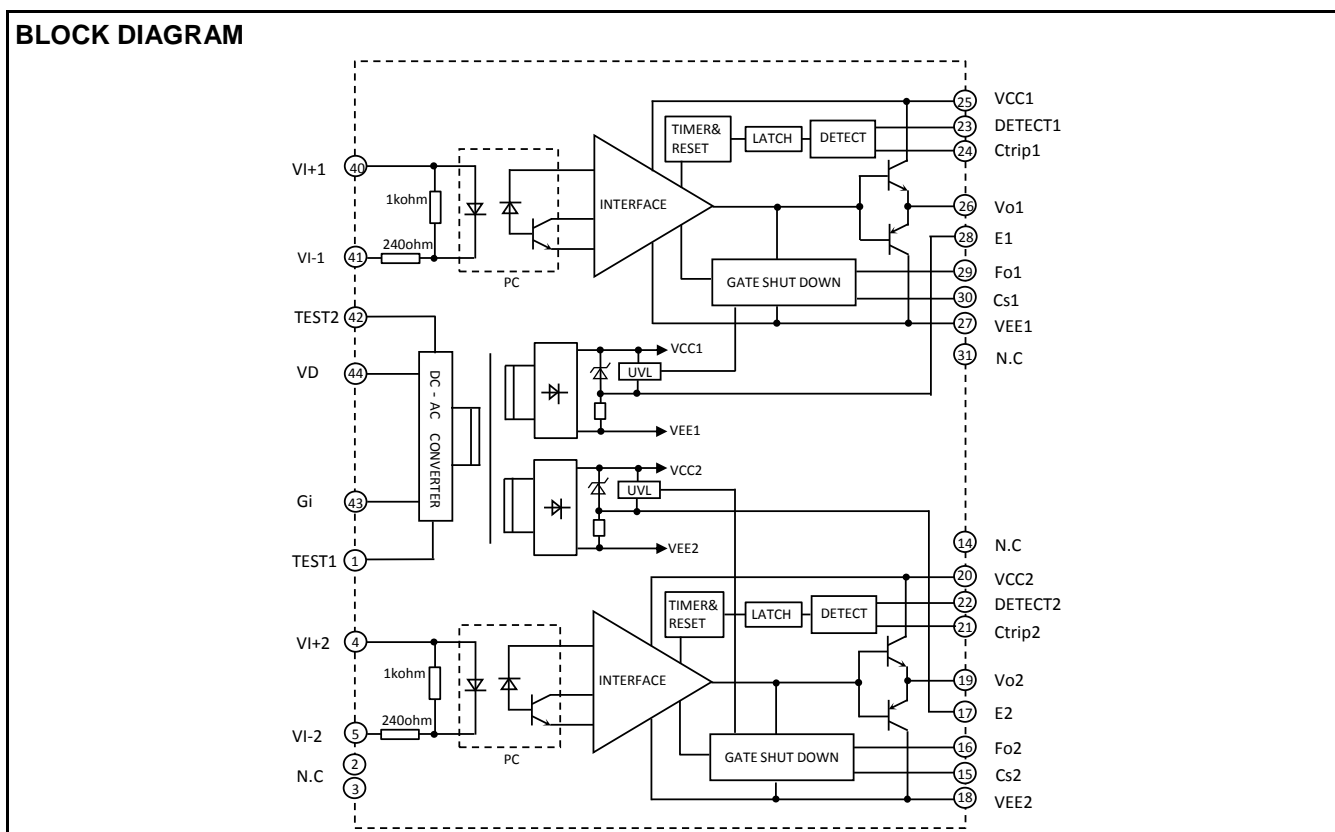 BLOCK DIAGRAM
VI+1
40
1kohm
240ohm
VI-1
41
PC
INTERFACE
TIMER&
RESET
LATCH
DETECT
GATE SHUT DOWN
25
VCC1
23
DETECT1
24
Ctrip1
26
Vo1
28
E1
29
Fo1
30
Cs1
27
VEE1
31
N.C
TEST2
42
VD
44
Gi
43
TEST1
1
DC - AC CONVERTER
VCC1
UVL
VEE1
VCC2
UVL
VEE2
14
N.C
VI+2
4
1kohm
240ohm
VI-2
5
N.C
2
3
PC
INTERFACE
TIMER&
RESET
LATCH
DETECT
GATE SHUT DOWN
20
VCC2
22
DETECT2
21
Ctrip2
19
Vo2
17
E2
16
Fo2
15
Cs2
18
VEE2